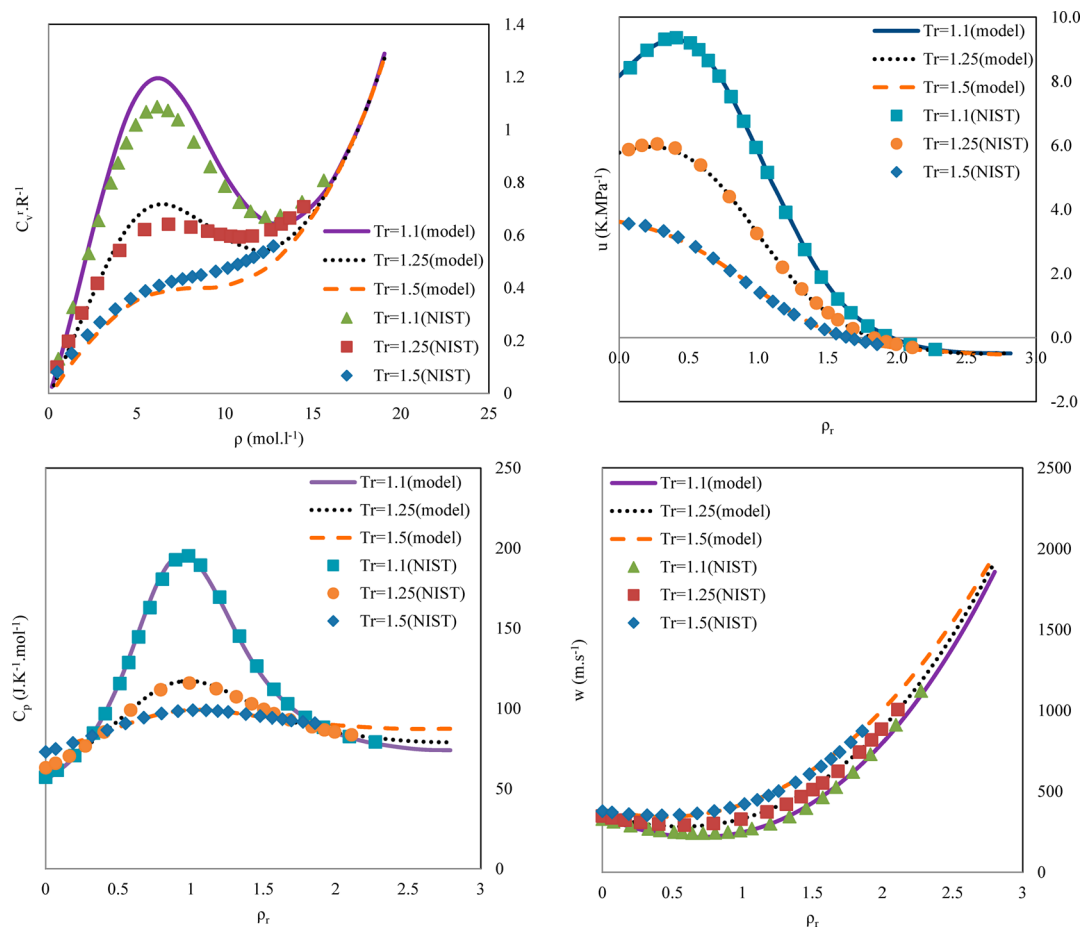 1.4
1.2
1
0.8
0.6
0.4
0.2
0
C_v^r.R⁻¹
0
5
10
15
20
25
ρ (mol.l⁻¹)
Tr=1.1(model)
Tr=1.25(model)
Tr=1.5(model)
Tr=1.1(NIST)
Tr=1.25(NIST)
Tr=1.5(NIST)
10.0
8.0
6.0
4.0
2.0
0.0
-2.0
u (K.MPa⁻¹)
0.0
0.5
1.0
1.5
2.0
2.5
3.0
ρ_r
Tr=1.1(model)
Tr=1.25(model)
Tr=1.5(model)
Tr=1.1(NIST)
Tr=1.25(NIST)
Tr=1.5(NIST)
250
200
150
100
50
0
C_p (J.K⁻¹.mol⁻¹)
0
0.5
1
1.5
2
2.5
3
ρ_r
Tr=1.1(model)
Tr=1.25(model)
Tr=1.5(model)
Tr=1.1(NIST)
Tr=1.25(NIST)
Tr=1.5(NIST)
2500
2000
1500
1000
500
0
w (m.s⁻¹)
0
0.5
1
1.5
2
2.5
3
ρ_r
Tr=1.1(model)
Tr=1.25(model)
Tr=1.5(model)
Tr=1.1(NIST)
Tr=1.25(NIST)
Tr=1.5(NIST)